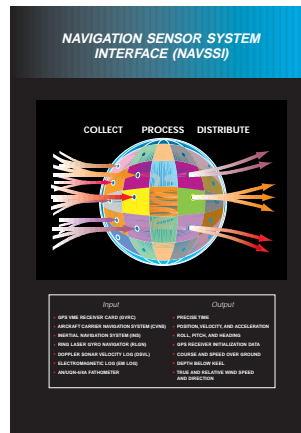 NAVIGATION SENSOR SYSTEM
INTERFACE (NAVSSI)
COLLECT PROCESS DISTRIBUTE
Input
GPS VME RECEIVER CARD (GVRC)
AIRCRAFT CARRIER NAVIGATION SYSTEM (CVNS)
INERTIAL NAVIGATION SYSTEM (INS)
RING LASER GYRO NAVIGATOR (RLGN)
DOPPLER SONAR VELOCITY LOG (DSVL)
ELECTROMAGNETIC LOG (EM LOG)
AN/UQN-4/4A FATHOMETER
Output
PRECISE TIME
POSITION, VELOCITY, AND ACCELERATION
ROLL, PITCH, AND HEADING
GPS RECEIVER INITIALIZATION DATA
COURSE AND SPEED OVER GROUND
DEPTH BELOW KEEL
TRUE AND RELATIVE WIND SPEED
AND DIRECTION